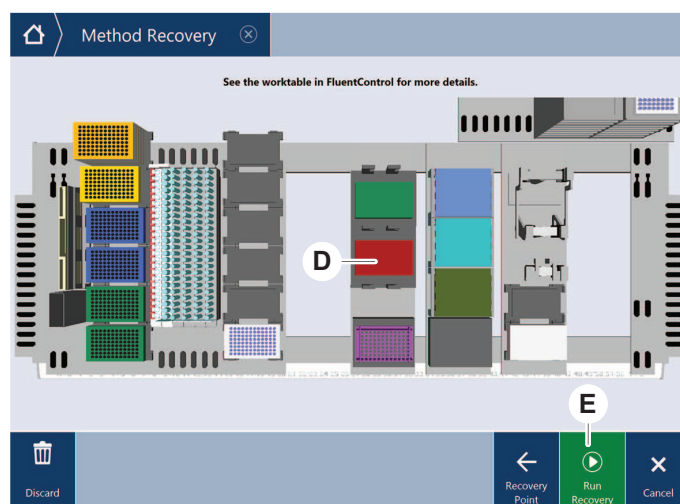 Method Recovery
See the worktable in FluentControl for more details.
D
E
Discard
Recovery
Point
Run
Recovery
Cancel